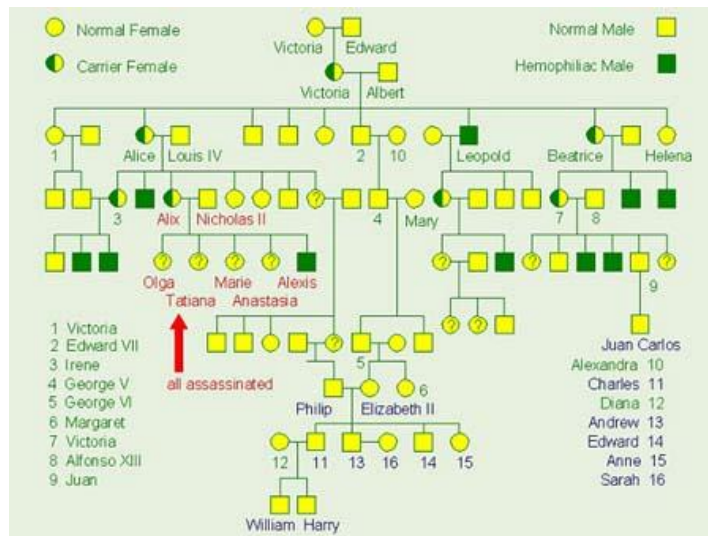 Normal Female
Normal Male
Victoria Edward
Carrier Female
Hemophiliac Male
Victoria Albert
1
Alice Louis IV
2
10
Leopold
Beatrice
Helena
3
Alix Nicholas II
?
4
Mary
7
8
? ? ? ?
Olga Marie Alexis
Tatiana Anastasia
? ? ?
9
? ?
1 Victoria
2 Edward VII
3 Irene
4 George V
5 George VI
6 Margaret
7 Victoria
8 Alfonso XIII
9 Juan
all assassinated
?
5
Philip Elizabeth II
6
Juan Carlos
Alexandra 10
Charles 11
Diana 12
Andrew 13
Edward 14
Anne 15
Sarah 16
12 11 13 16 14 15
William Harry